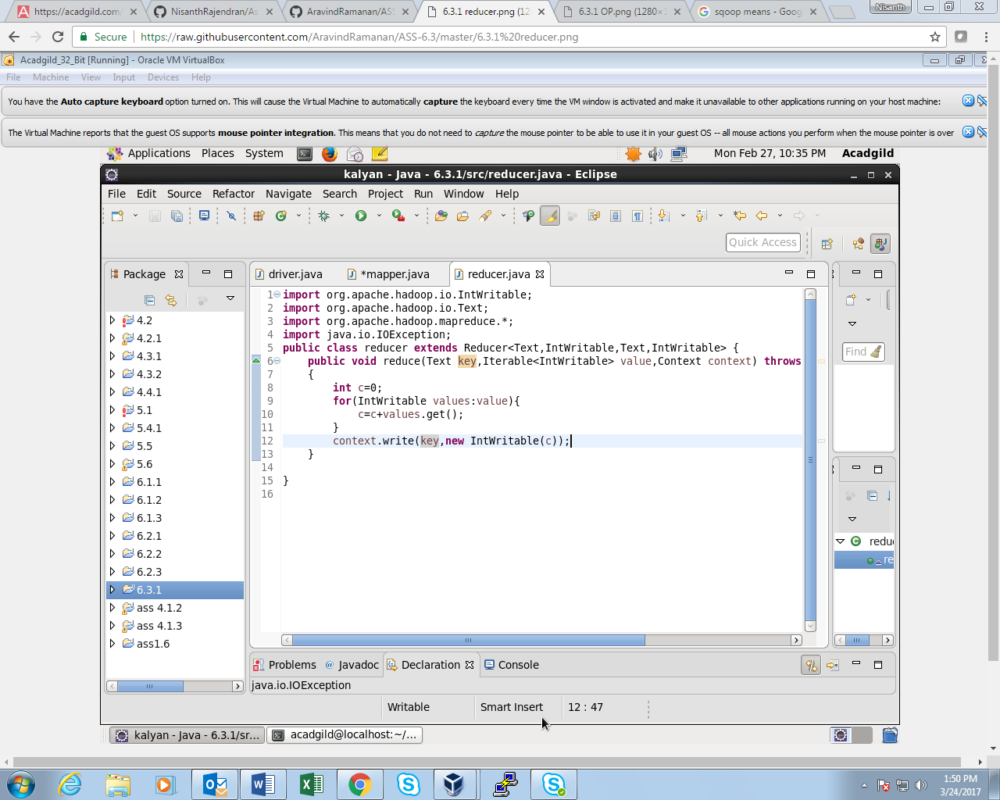 https://acadgild.com/
NisanthRajendran/As
AravindRamanan/ASS
6.3.1 reducer.png (12
6.3.1 OP.png (1280×
sqoop means - Goog
Nisanth
Secure
https://raw.githubusercontent.com/AravindRamanan/ASS-6.3/master/6.3.1%20reducer.png
Acadgild_32_Bit [Running] - Oracle VM VirtualBox
File Machine View Input Devices Help
You have the Auto capture keyboard option turned on. This will cause the Virtual Machine to automatically capture the keyboard every time the VM window is activated and make it unavailable to other applications running on your host machine:
The Virtual Machine reports that the guest OS supports mouse pointer integration. This means that you do not need to capture the mouse pointer to be able to use it in your guest OS -- all mouse actions you perform when the mouse pointer is over
Applications Places System
Mon Feb 27, 10:35 PM Acadgild
kalyan - Java - 6.3.1/src/reducer.java - Eclipse
File Edit Source Refactor Navigate Search Project Run Window Help
Quick Access
Package
driver.java
*mapper.java
reducer.java
4.2
4.2.1
4.3.1
4.3.2
4.4.1
5.1
5.4.1
5.5
5.6
6.1.1
6.1.2
6.1.3
6.2.1
6.2.2
6.2.3
6.3.1
ass 4.1.2
ass 4.1.3
ass1.6
1 import org.apache.hadoop.io.IntWritable;
2 import org.apache.hadoop.io.Text;
3 import org.apache.hadoop.mapreduce.*;
4 import java.io.IOException;
5 public class reducer extends Reducer<Text,IntWritable,Text,IntWritable> {
6 public void reduce(Text key,Iterable<IntWritable> value,Context context) throws
7 {
8 int c=0;
9 for(IntWritable values:value){
10 c=c+values.get();
11 }
12 context.write(key,new IntWritable(c));
13 }
14
15 }
16
Find
redu
re
Problems
@ Javadoc
Declaration
Console
java.io.IOException
Writable
Smart Insert
12 : 47
kalyan - Java - 6.3.1/sr...
acadgild@localhost:~/...
1:50 PM
3/24/2017